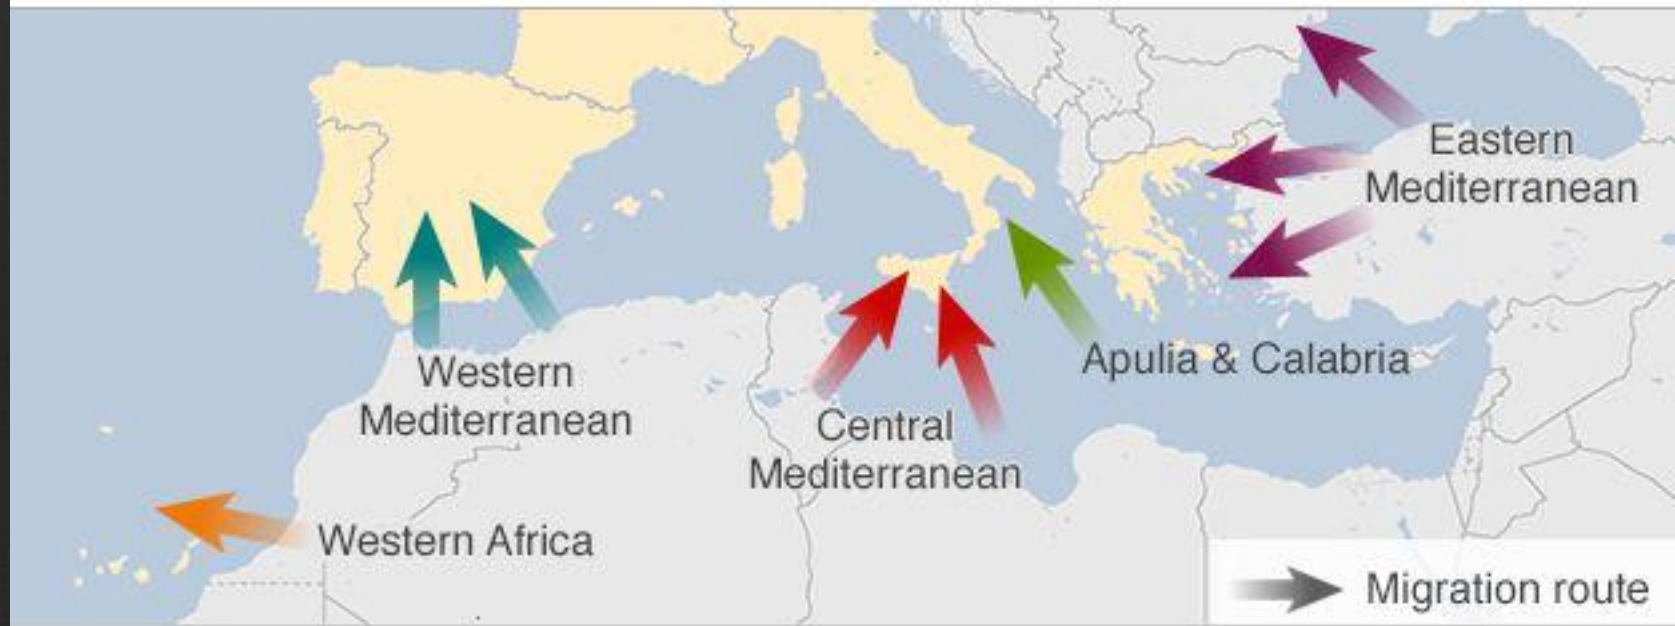 Eastern
Mediterranean
Western
Mediterranean
Apulia & Calabria
Central
Mediterranean
Western Africa
Migration route